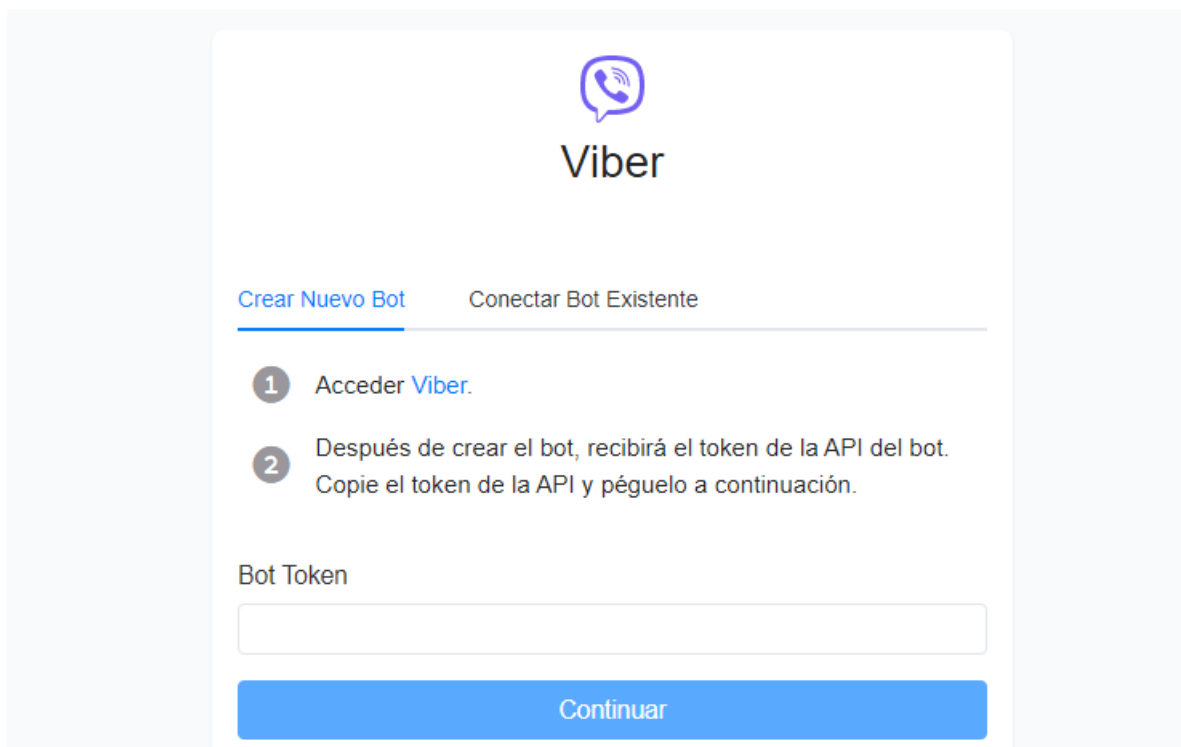 Viber
Crear Nuevo Bot Conectar Bot Existente
1 Acceder Viber.
2 Después de crear el bot, recibirá el token de la API del bot.
Copie el token de la API y péguelo a continuación.
Bot Token
Continuar